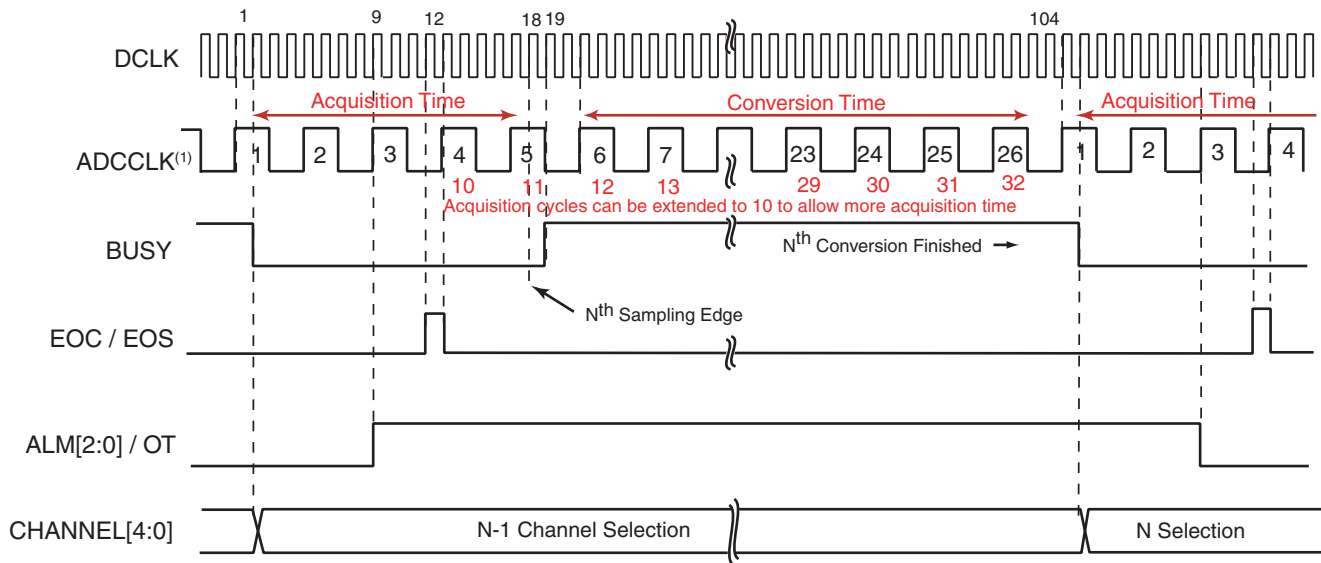 1 9 12 18 19 104
DCLK
Acquisition Time Conversion Time Acquisition Time
ADCCLK(1) 1 2 3 4 5 6 7 23 24 25 26 1 2 3 4
10 11 12 13 29 30 31 32
Acquisition cycles can be extended to 10 to allow more acquisition time
BUSY Nth Conversion Finished
Nth Sampling Edge
EOC / EOS
ALM[2:0] / OT
CHANNEL[4:0] N-1 Channel Selection N Selection